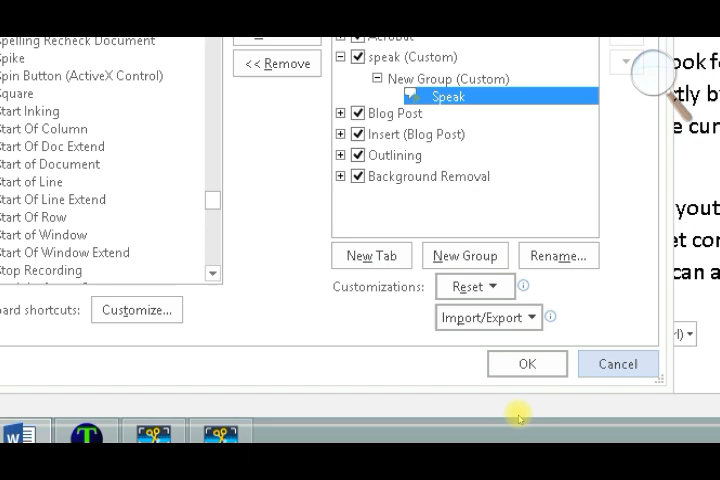 Spelling Recheck Document
Spike
Spin Button (ActiveX Control)
Square
Start Inking
Start Of Column
Start Of Doc Extend
Start of Document
Start of Line
Start Of Line Extend
Start Of Row
Start of Window
Start Of Window Extend
Stop Recording
<< Remove
Acrobat
speak (Custom)
New Group (Custom)
Speak
Blog Post
Insert (Blog Post)
Outlining
Background Removal
New Tab
New Group
Rename...
Customizations:
Reset
Import/Export
ard shortcuts:
Customize...
OK
Cancel
ook f
tly b
e cur
yout
et co
can a